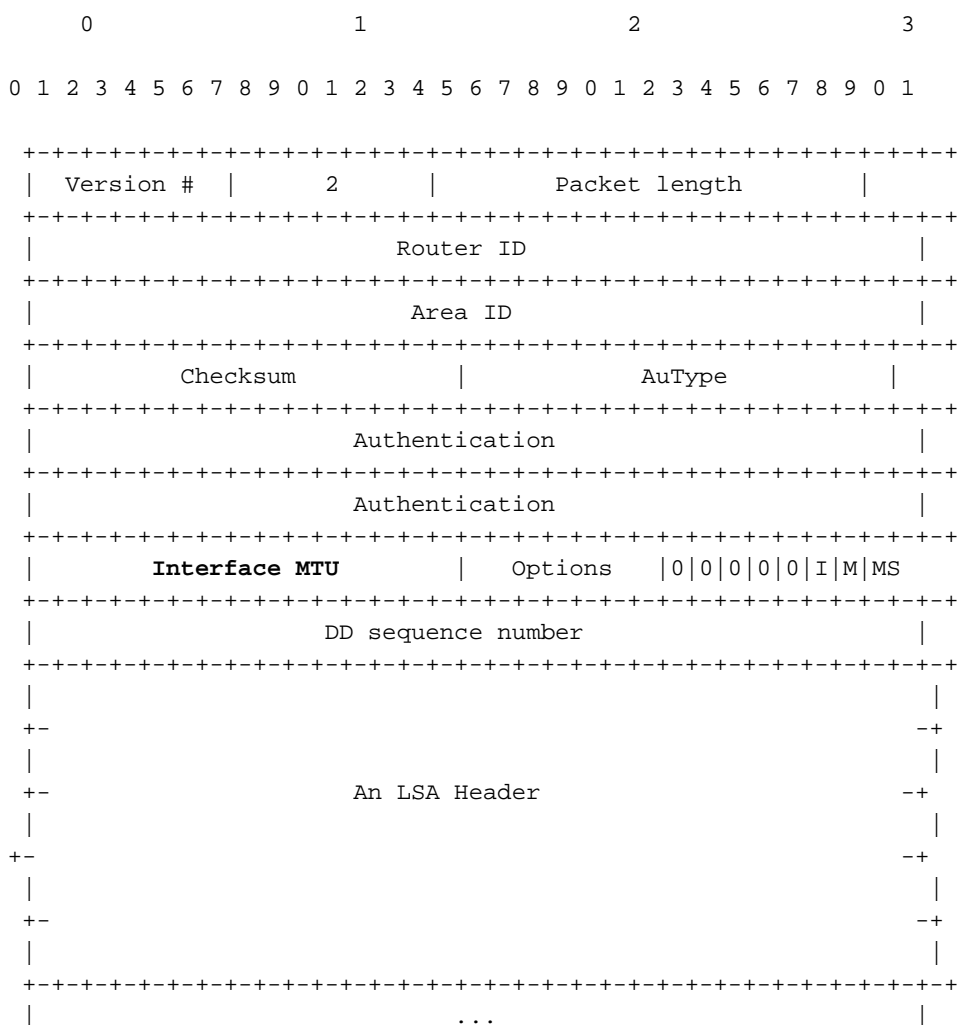 0 1 2 3
0 1 2 3 4 5 6 7 8 9 0 1 2 3 4 5 6 7 8 9 0 1 2 3 4 5 6 7 8 9 0 1
+-+-+-+-+-+-+-+-+-+-+-+-+-+-+-+-+-+-+-+-+-+-+-+-+-+-+-+-+-+-+-+-+
| Version # | 2 | Packet length |
+-+-+-+-+-+-+-+-+-+-+-+-+-+-+-+-+-+-+-+-+-+-+-+-+-+-+-+-+-+-+-+-+
| Router ID |
+-+-+-+-+-+-+-+-+-+-+-+-+-+-+-+-+-+-+-+-+-+-+-+-+-+-+-+-+-+-+-+-+
| Area ID |
+-+-+-+-+-+-+-+-+-+-+-+-+-+-+-+-+-+-+-+-+-+-+-+-+-+-+-+-+-+-+-+-+
| Checksum | AuType |
+-+-+-+-+-+-+-+-+-+-+-+-+-+-+-+-+-+-+-+-+-+-+-+-+-+-+-+-+-+-+-+-+
| Authentication |
+-+-+-+-+-+-+-+-+-+-+-+-+-+-+-+-+-+-+-+-+-+-+-+-+-+-+-+-+-+-+-+-+
| Authentication |
+-+-+-+-+-+-+-+-+-+-+-+-+-+-+-+-+-+-+-+-+-+-+-+-+-+-+-+-+-+-+-+-+
| Interface MTU | Options |0|0|0|0|0|I|M|MS
+-+-+-+-+-+-+-+-+-+-+-+-+-+-+-+-+-+-+-+-+-+-+-+-+-+-+-+-+-+-+-+-+
| DD sequence number |
+-+-+-+-+-+-+-+-+-+-+-+-+-+-+-+-+-+-+-+-+-+-+-+-+-+-+-+-+-+-+-+-+
| |
+- -+
| |
+- An LSA Header -+
| |
+- -+
| |
+- -+
| |
+-+-+-+-+-+-+-+-+-+-+-+-+-+-+-+-+-+-+-+-+-+-+-+-+-+-+-+-+-+-+-+-+
| ... |